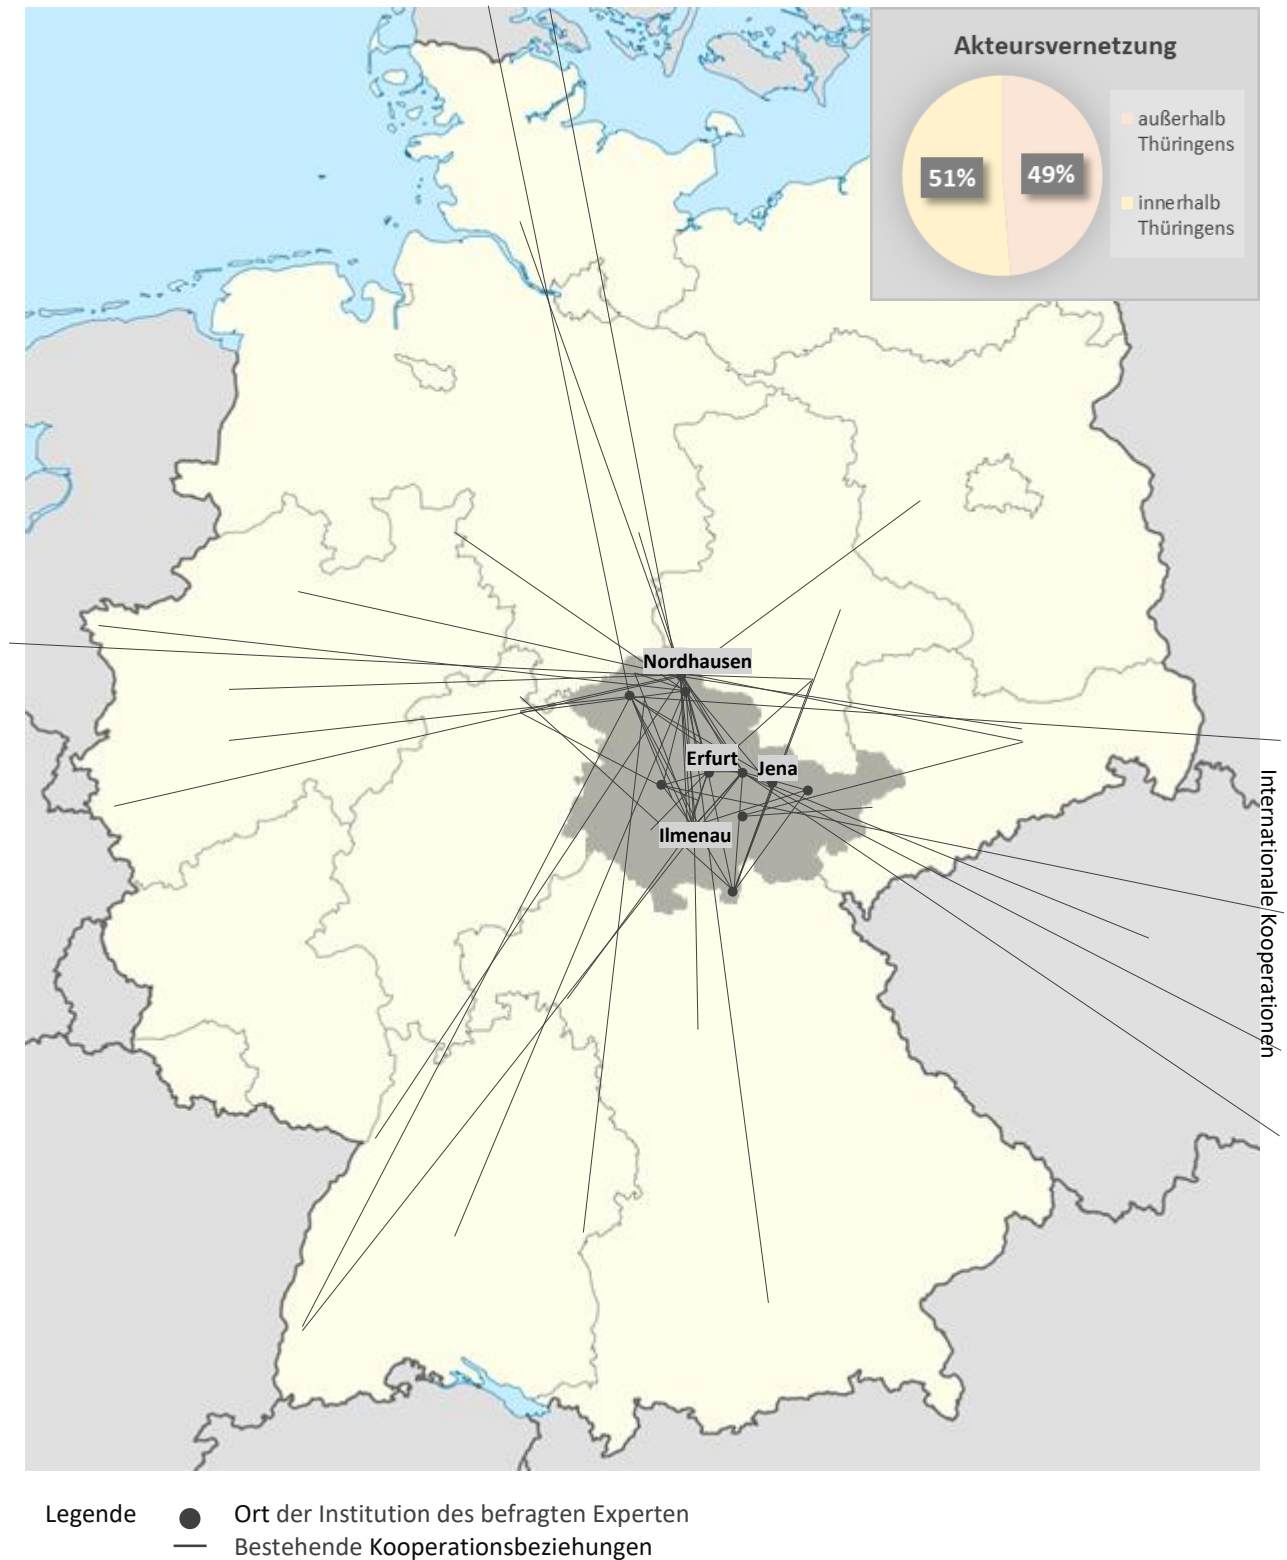 Akteursvernetzung
51%
49%
außerhalb
Thüringens
innerhalb
Thüringens
Nordhausen
Erfurt
Jena
Ilmenau
Internationale Kooperationen
Legende
Ort der Institution des befragten Experten
Bestehende Kooperationsbeziehungen